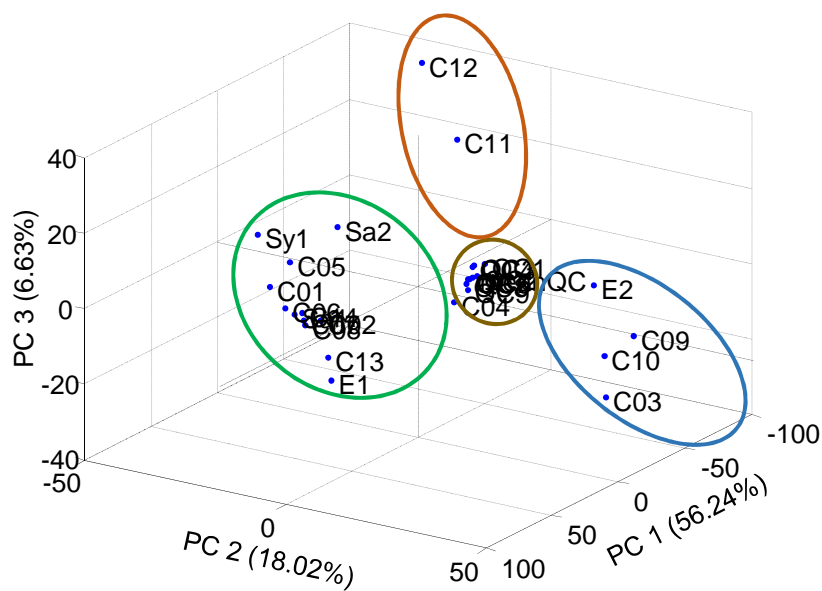 C12
C11
40
20
0
-20
-40
PC 3 (6.63%)
Sy1
Sa2
C05
C01
C08
C13
E1
C04
QC
E2
C09
C10
C03
-50
0
50
PC 2 (18.02%)
100
50
0
-50
-100
PC 1 (56.24%)